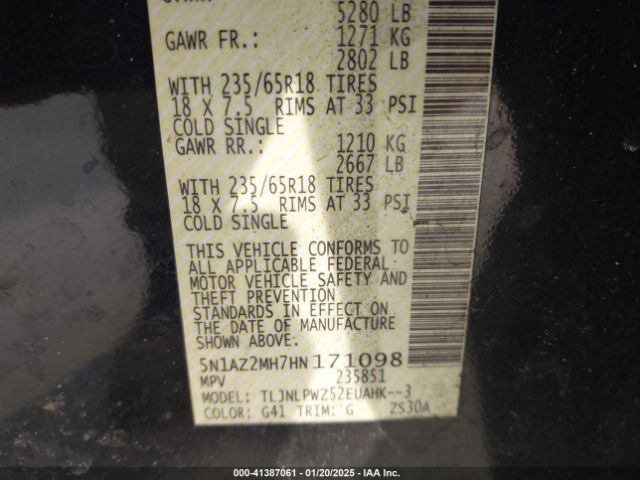 5280 LB
GAWR FR.: 1271 KG
2802 LB
WITH 235/65R18 TIRES
18 X 7.5 RIMS AT 33 PSI
COLD SINGLE
GAWR RR.: 1210 KG
2667 LB
WITH 235/65R18 TIRES
18 X 7.5 RIMS AT 33 PSI
COLD SINGLE
THIS VEHICLE CONFORMS TO
ALL APPLICABLE FEDERAL
MOTOR VEHICLE SAFETY AND
THEFT PREVENTION
STANDARDS IN EFFECT ON
THE DATE OF MANUFACTURE
SHOWN ABOVE.
5N1AZ2MH7HN171098
MPV 235851
MODEL: TLJNLPWZ52EUAHK--3
COLOR: G41 TRIM: G ZS30A
000-41387061 — 01/20/2025 — IAA Inc.